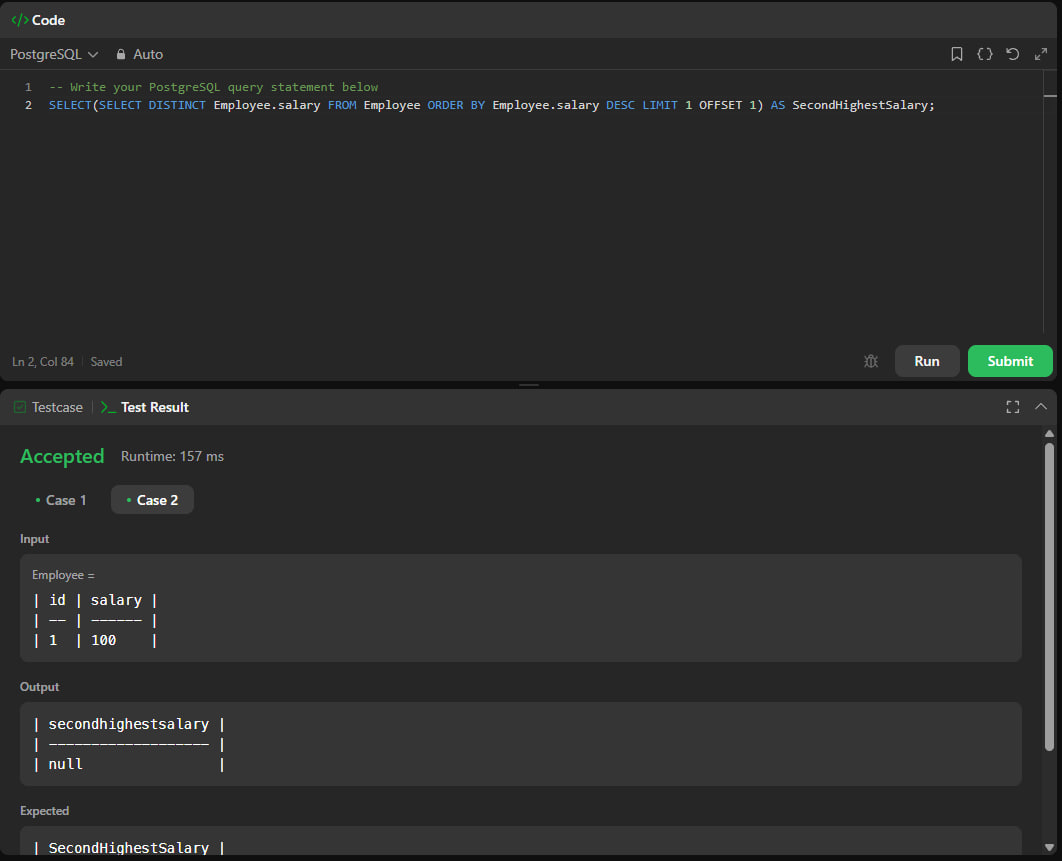 </> Code
PostgreSQL Auto
1 -- Write your PostgreSQL query statement below
2 SELECT(SELECT DISTINCT Employee.salary FROM Employee ORDER BY Employee.salary DESC LIMIT 1 OFFSET 1) AS SecondHighestSalary;
Ln 2, Col 84 Saved
Run Submit
Testcase >_ Test Result
Accepted Runtime: 157 ms
• Case 1 • Case 2
Input
Employee =
| id | salary |
| -- | ------ |
| 1 | 100 |
Output
| secondhighestsalary |
| ------------------- |
| null |
Expected
| SecondHighestSalary |